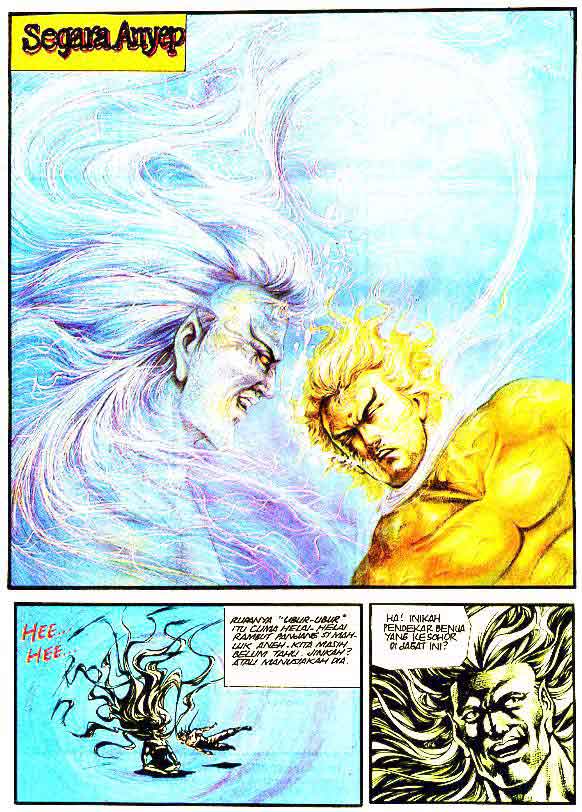 Segara Anyep
HEE...
HEE...
RUPANYA "UBUR-UBUR"
ITU CUMA HELAI-HELAI
RAMBUT PANJANG SI MAH-
LUK ANEH. KITA MASIH
BELUM TAHU. JINKAH?
ATAU MANUSIAKAH DIA.
HA! INIKAH
PENDEKAR BENUA
YANG KESOHOR
DI JAGAT INI?